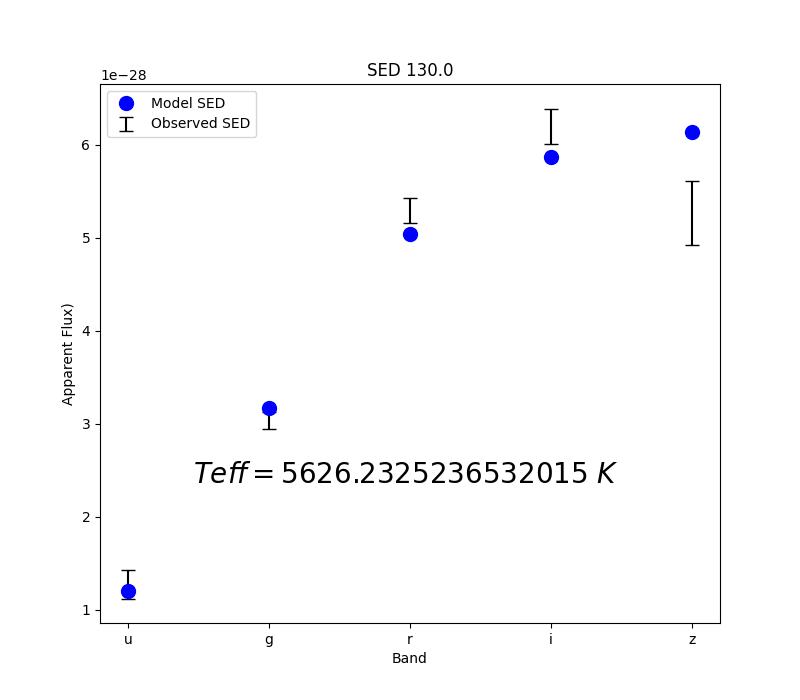 SED 130.0
1e−28
Model SED
Observed SED
6
5
4
3
2
1
Apparent Flux)
Teff = 5626.2325236532015 K
u g r i z
Band